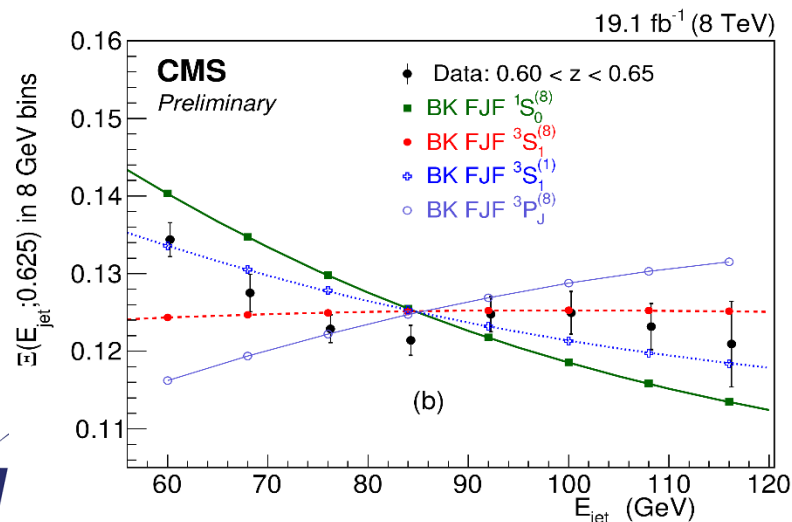 19.1 fb⁻¹ (8 TeV)
CMS
Preliminary
Data: 0.60 < z < 0.65
BK FJF ¹S₀⁽⁸⁾
BK FJF ³S₁⁽⁸⁾
BK FJF ³S₁⁽¹⁾
BK FJF ³P_J⁽⁸⁾
Ξ(E_jet;0.625) in 8 GeV bins
0.16
0.15
0.14
0.13
0.12
0.11
(b)
60 70 80 90 100 110 120
E_jet (GeV)